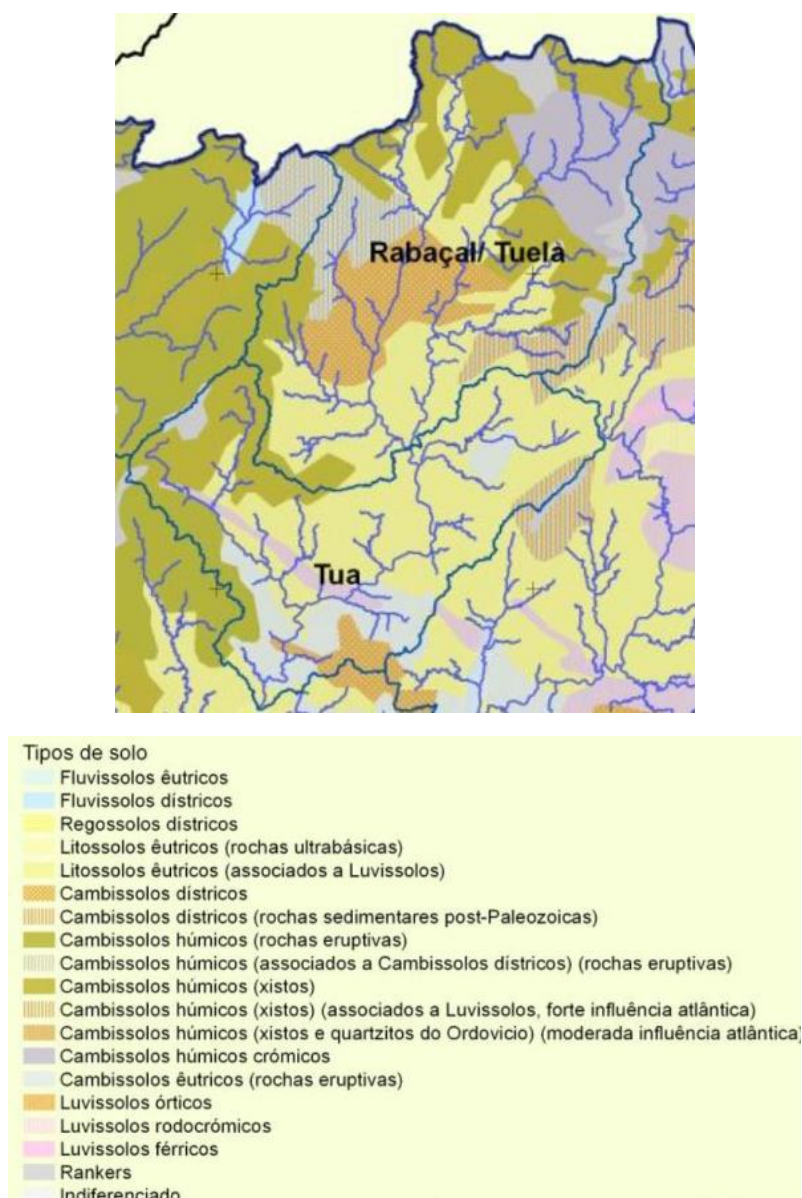 Rabaçal/ Tuela
Tua
Tipos de solo
Fluvissolos êutricos
Fluvissolos dístricos
Regossolos dístricos
Litossolos êutricos (rochas ultrabásicas)
Litossolos êutricos (associados a Luvissolos)
Cambissolos dístricos
Cambissolos dístricos (rochas sedimentares post-Paleozoicas)
Cambissolos húmicos (rochas eruptivas)
Cambissolos húmicos (associados a Cambissolos dístricos) (rochas eruptivas)
Cambissolos húmicos (xistos)
Cambissolos húmicos (xistos) (associados a Luvissolos, forte influência atlântica)
Cambissolos húmicos (xistos e quartzitos do Ordovicio) (moderada influência atlântica)
Cambissolos húmicos crómicos
Cambissolos êutricos (rochas eruptivas)
Luvissolos órticos
Luvissolos rodocrómicos
Luvissolos férricos
Rankers
Indiferenciado